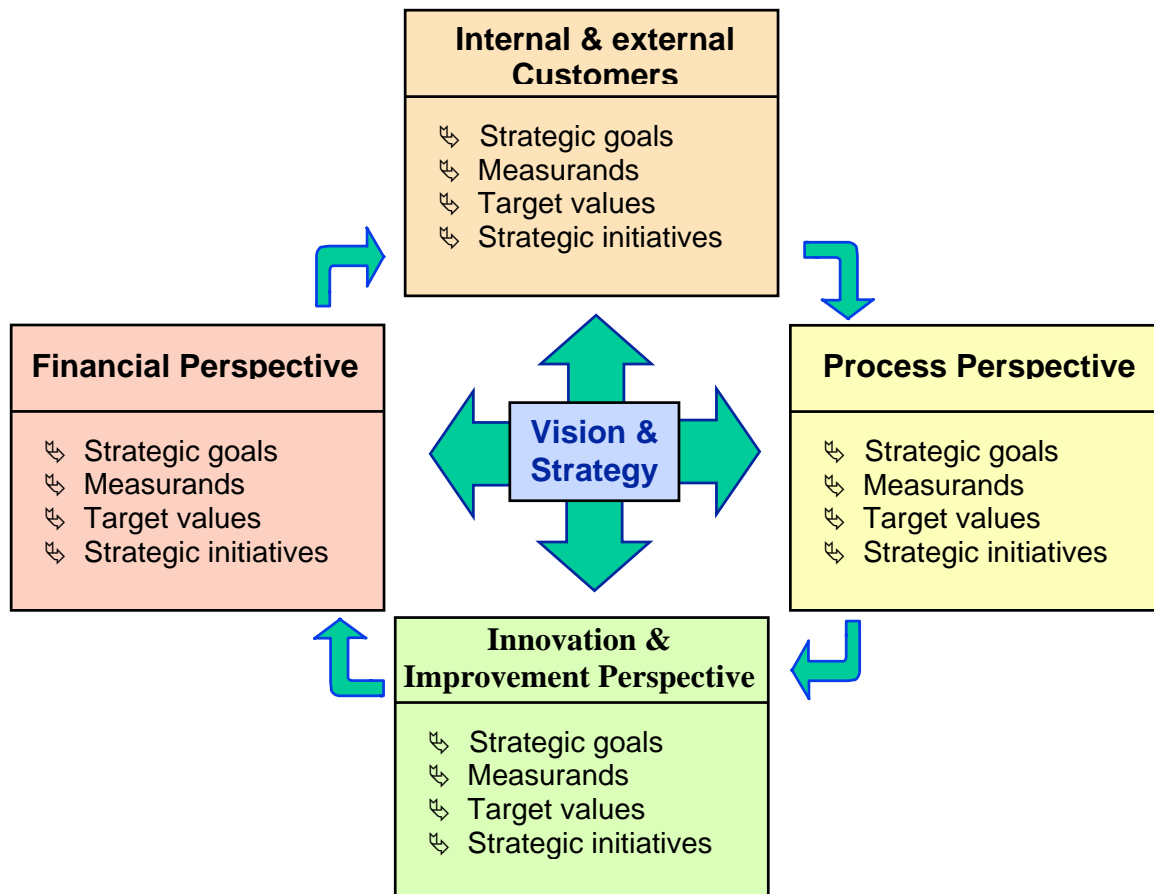 Internal & external
Customers
Strategic goals
Measurands
Target values
Strategic initiatives
Financial Perspective
Strategic goals
Measurands
Target values
Strategic initiatives
Vision &
Strategy
Process Perspective
Strategic goals
Measurands
Target values
Strategic initiatives
Innovation &
Improvement Perspective
Strategic goals
Measurands
Target values
Strategic initiatives